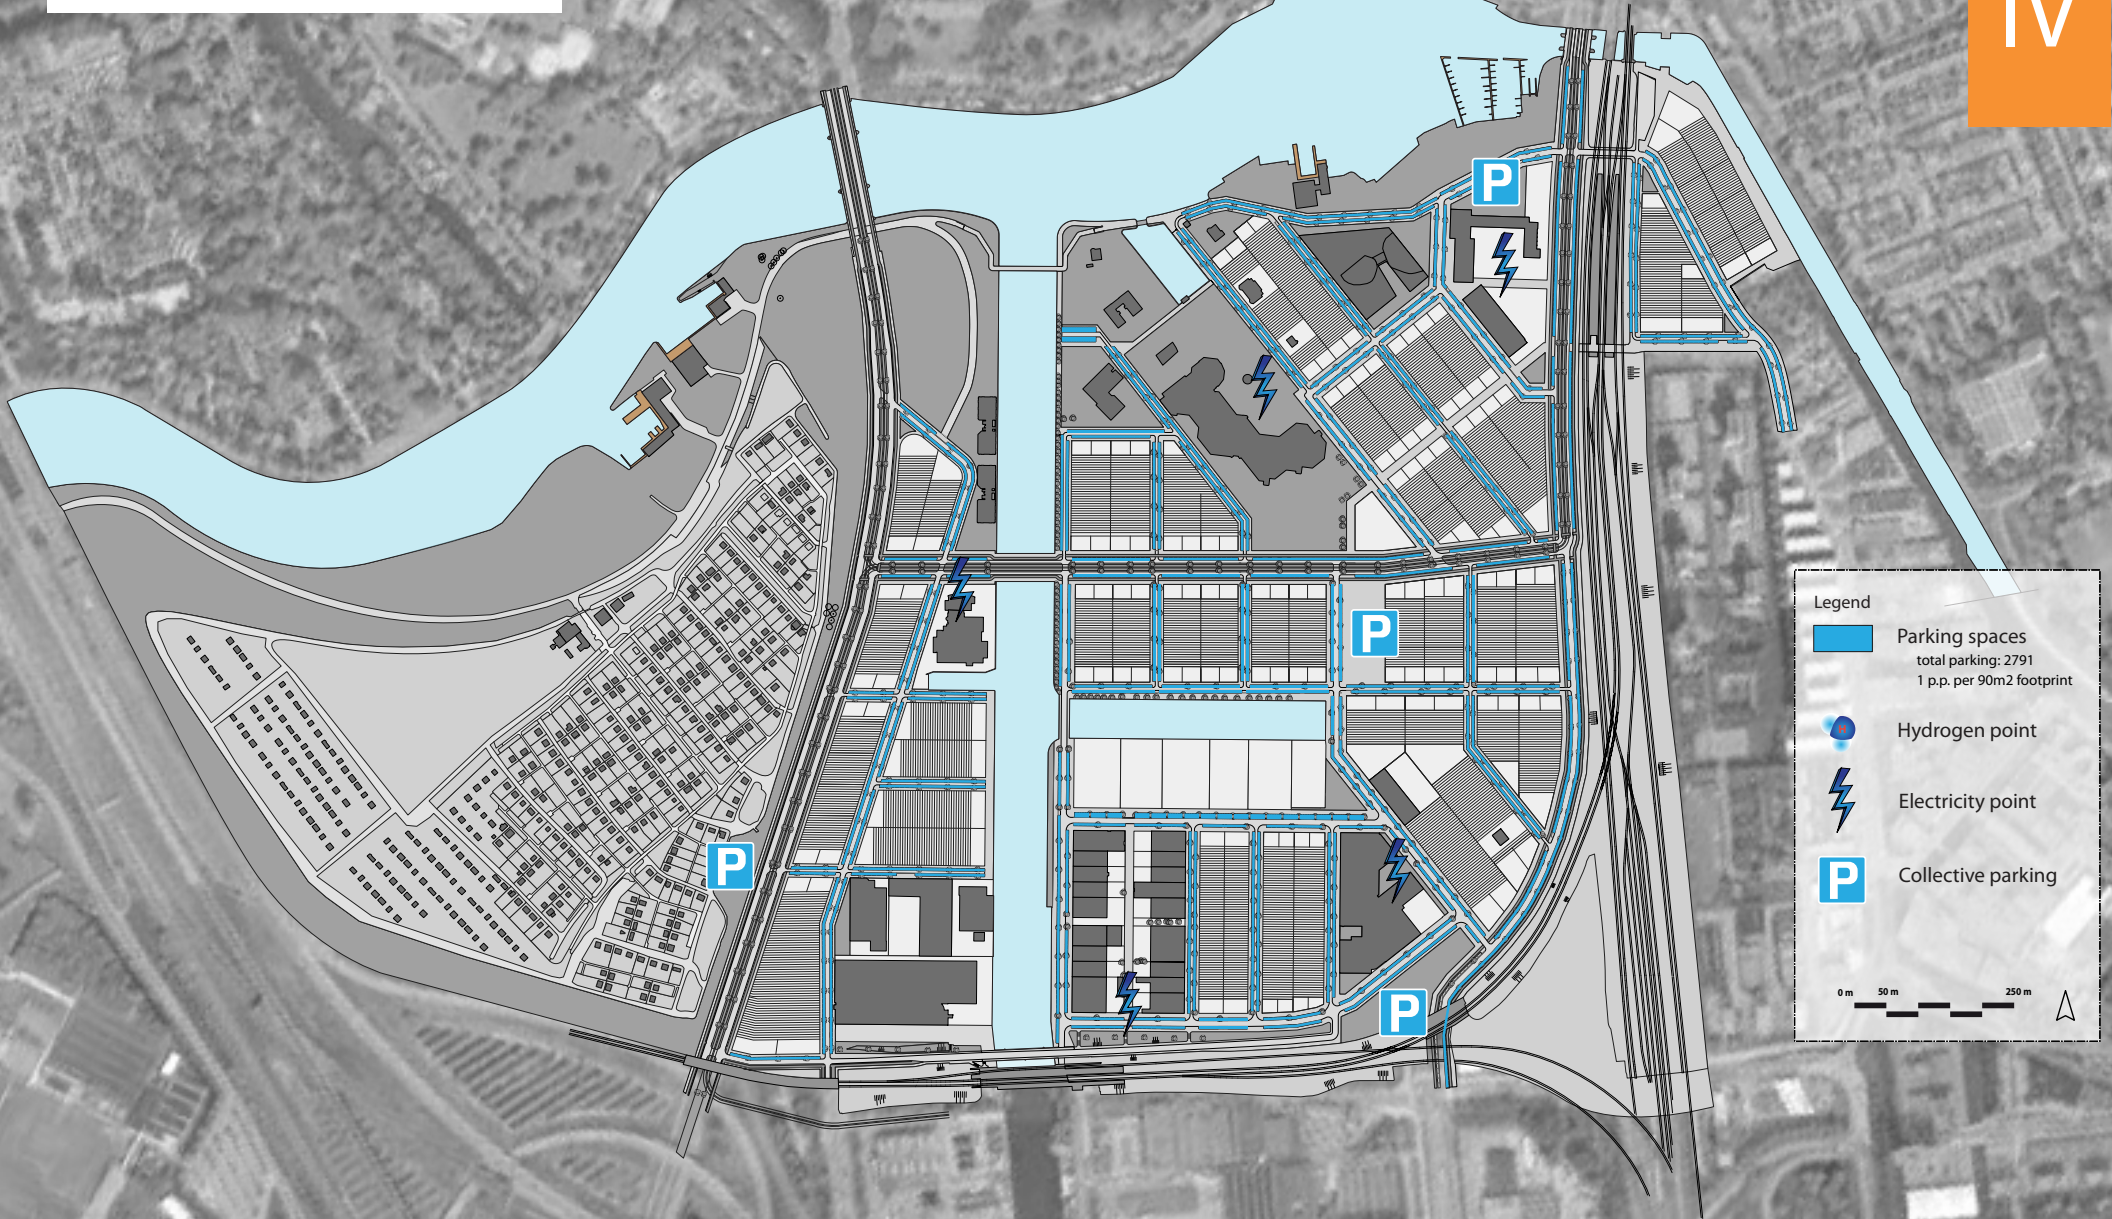 IV
P
P
P
P
Legend
Parking spaces
total parking: 2791
1 p.p. per 90m2 footprint
H
Hydrogen point
Electricity point
P
Collective parking
0 m 50 m 250 m